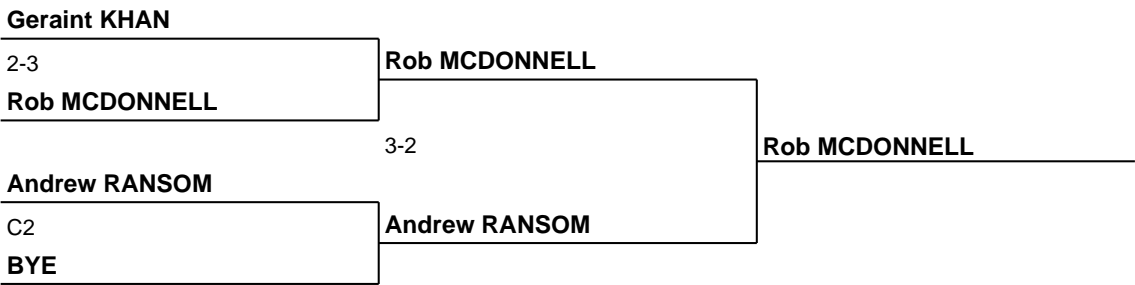 Geraint KHAN
2-3
Rob MCDONNELL
Rob MCDONNELL
3-2
Rob MCDONNELL
Andrew RANSOM
C2
Andrew RANSOM
BYE